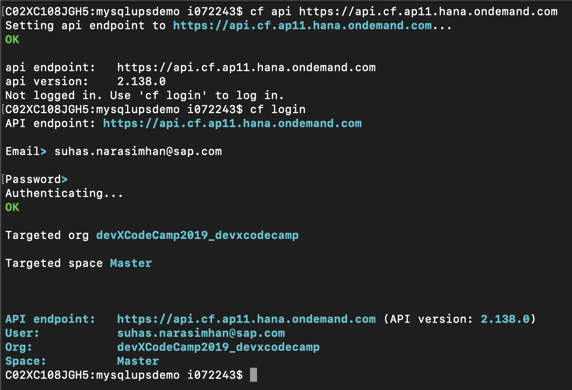 [C02XC108JGH5:mysqlupsdemo i072243$ cf api https://api.cf.ap11.hana.ondemand.com
Setting api endpoint to https://api.cf.ap11.hana.ondemand.com...
OK
api endpoint:   https://api.cf.ap11.hana.ondemand.com
api version:    2.138.0
Not logged in. Use 'cf login' to log in.
[C02XC108JGH5:mysqlupsdemo i072243$ cf login
API endpoint: https://api.cf.ap11.hana.ondemand.com
Email> suhas.narasimhan@sap.com
[Password>
Authenticating...
OK
Targeted org devXCodeCamp2019_devxcodecamp
Targeted space Master
API endpoint:   https://api.cf.ap11.hana.ondemand.com (API version: 2.138.0)
User:           suhas.narasimhan@sap.com
Org:            devXCodeCamp2019_devxcodecamp
Space:          Master
C02XC108JGH5:mysqlupsdemo i072243$